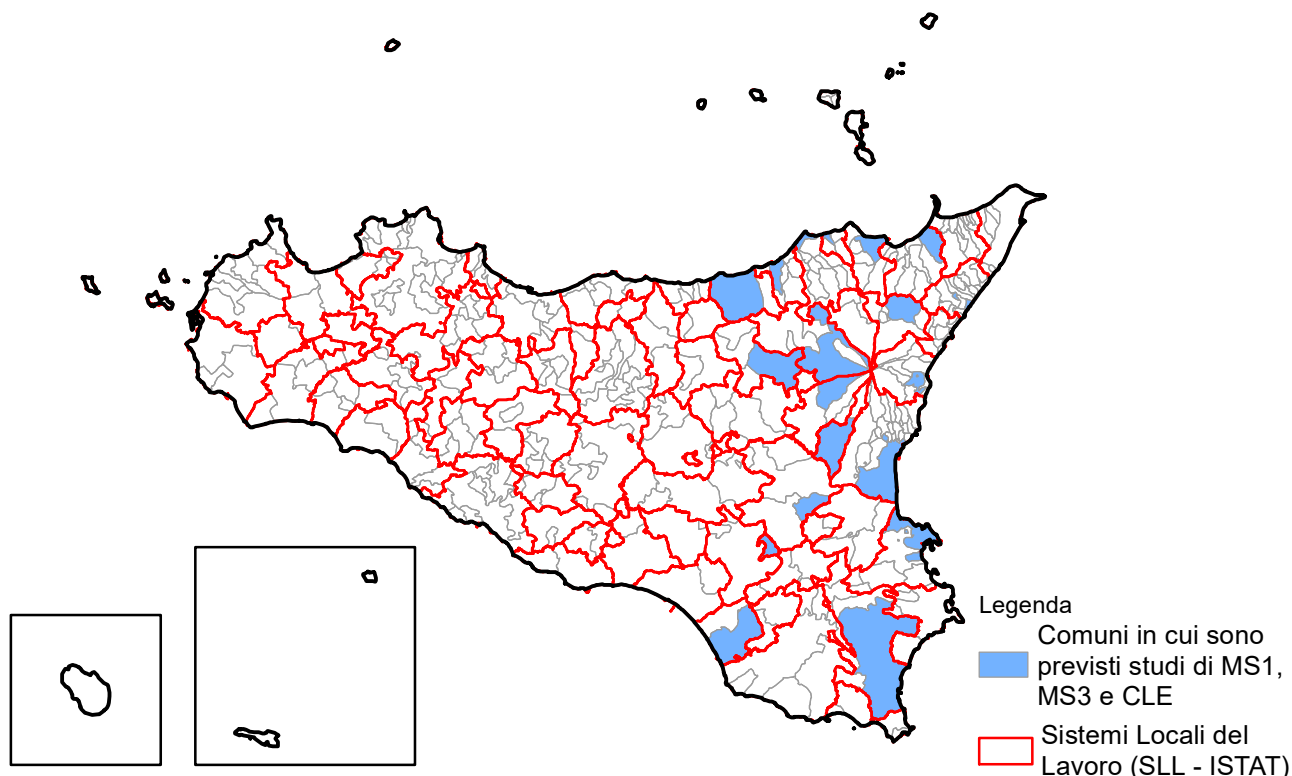 Legenda
Comuni in cui sono
previsti studi di MS1,
MS3 e CLE
Sistemi Locali del
Lavoro (SLL - ISTAT)